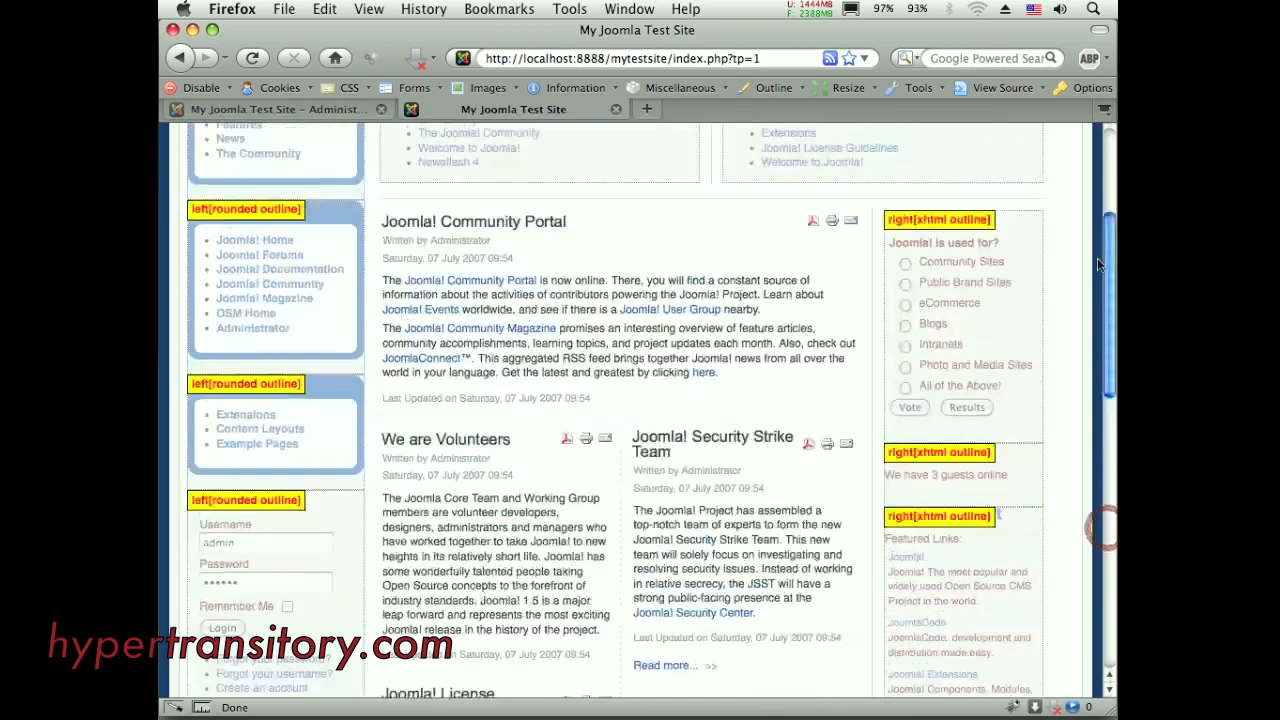 Firefox File Edit View History Bookmarks Tools Window Help
U: 1444MB
F: 2388MB
97% 93%
My Joomla Test Site
http://localhost:8888/mytestsite/index.php?tp=1
Google Powered Sear
ABP
Disable Cookies CSS Forms Images Information Miscellaneous Outline Resize Tools View Source Options
My Joomla Test Site - Administ...
My Joomla Test Site
Features
News
The Community
The Joomla! Community
Welcome to Joomla!
Newsflash 4
Extensions
Joomla! License Guidelines
Welcome to Joomla!
left[rounded outline]
Joomla! Home
Joomla! Forums
Joomla! Documentation
Joomla! Community
Joomla! Magazine
OSM Home
Administrator
left[rounded outline]
Extensions
Content Layouts
Example Pages
left[rounded outline]
Username
admin
Password
••••••
Remember Me
Login
Forgot your password?
Forgot your username?
Create an account
Joomla! Community Portal
Written by Administrator
Saturday, 07 July 2007 09:54
The Joomla! Community Portal is now online. There, you will find a constant source of
information about the activities of contributors powering the Joomla! Project. Learn about
Joomla! Events worldwide, and see if there is a Joomla! User Group nearby.
The Joomla! Community Magazine promises an interesting overview of feature articles,
community accomplishments, learning topics, and project updates each month. Also, check out
JoomlaConnect™. This aggregated RSS feed brings together Joomla! news from all over the
world in your language. Get the latest and greatest by clicking here.
Last Updated on Saturday, 07 July 2007 09:54
We are Volunteers
Written by Administrator
Saturday, 07 July 2007 09:54
The Joomla Core Team and Working Group
members are volunteer developers,
designers, administrators and managers who
have worked together to take Joomla! to new
heights in its relatively short life. Joomla! has
some wonderfully talented people taking
Open Source concepts to the forefront of
industry standards. Joomla! 1.5 is a major
leap forward and represents the most exciting
Joomla! release in the history of the project.
Updated on Saturday, 07 July 2007 09:54
Joomla! License
Joomla! Security Strike
Team
Written by Administrator
Saturday, 07 July 2007 09:54
The Joomla! Project has assembled a
top-notch team of experts to form the new
Joomla! Security Strike Team. This new
team will solely focus on investigating and
resolving security issues. Instead of working
in relative secrecy, the JSST will have a
strong public-facing presence at the
Joomla! Security Center.
Last Updated on Saturday, 07 July 2007 09:54
Read more... >>
right[xhtml outline]
Joomla! is used for?
Community Sites
Public Brand Sites
eCommerce
Blogs
Intranets
Photo and Media Sites
All of the Above!
Vote Results
right[xhtml outline]
We have 3 guests online
right[xhtml outline]
Featured Links:
Joomla!
Joomla! The most popular and
widely used Open Source CMS
Project in the world.
JoomlaCode
JoomlaCode, development and
distribution made easy.
Joomla! Extensions
Joomla! Components, Modules,
hypertransitory.com
Done
0